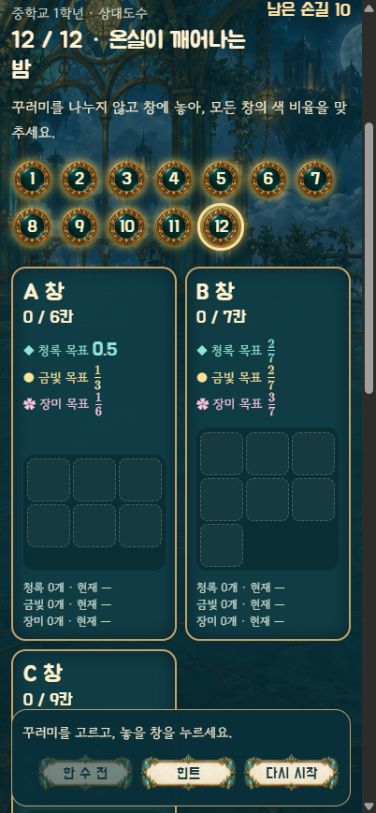 중학교 1학년 · 상대도수
남은 손길 10
12 / 12 · 온실이 깨어나는
밤
꾸러미를 나누지 않고 창에 놓아, 모든 창의 색 비율을 맞
추세요.
1 2 3 4 5 6 7
8 9 10 11 12
A 창
0 / 6칸
청록 목표 0.5
금빛 목표 1/3
장미 목표 1/6
청록 0개 · 현재 —
금빛 0개 · 현재 —
장미 0개 · 현재 —
B 창
0 / 7칸
청록 목표 2/7
금빛 목표 2/7
장미 목표 3/7
청록 0개 · 현재 —
금빛 0개 · 현재 —
장미 0개 · 현재 —
C 창
0 / 9칸
꾸러미를 고르고, 놓을 창을 누르세요.
한 수 전
힌트
다시 시작